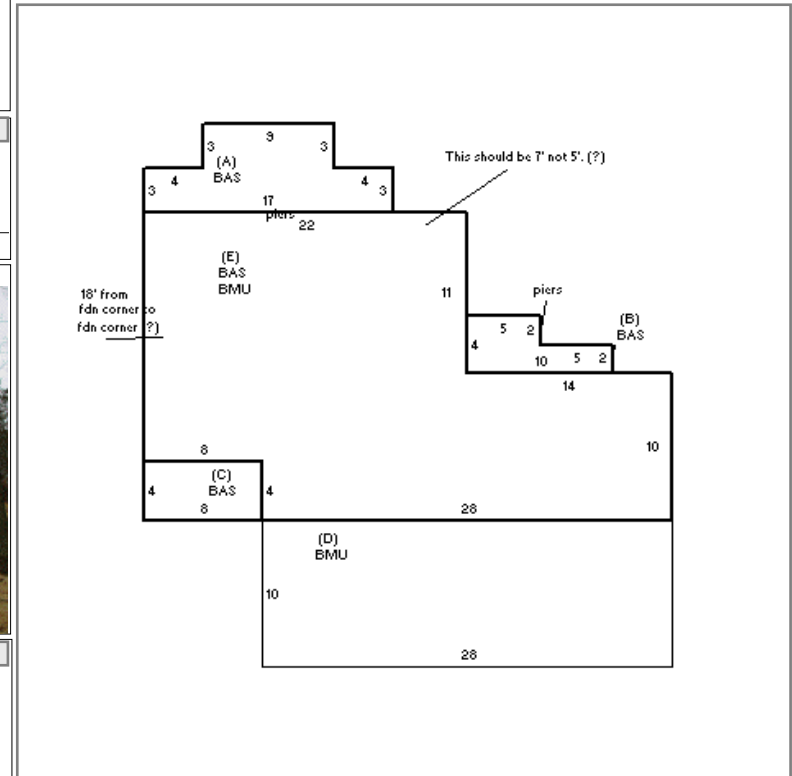 9
3
3
(A)
BAS
This should be 7' not 5'. (?)
4
4
3
3
17
piers
22
(E)
BAS
BMU
18' from
fdn corner to
fdn corner (?)
11
piers
(B)
BAS
5
2
4
10
5
2
14
8
10
(C)
BAS
4
4
8
28
(D)
BMU
10
28